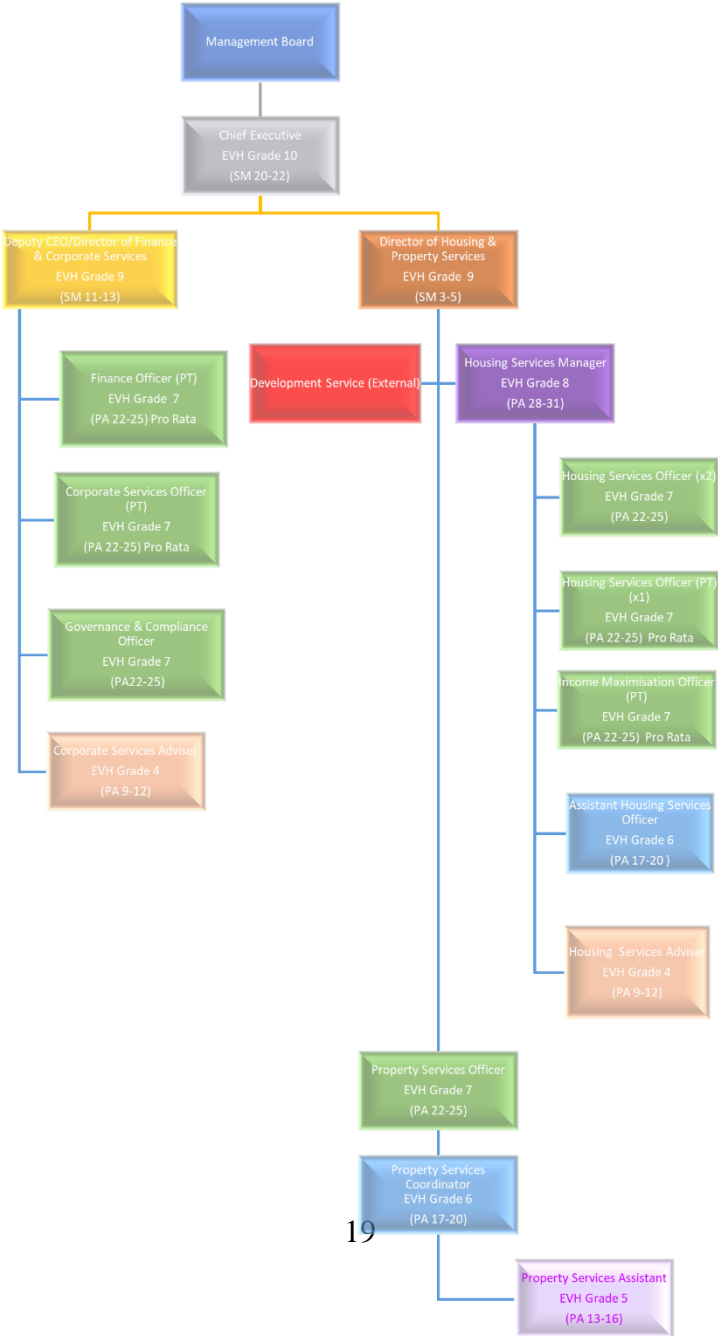 Management Board
Chief Executive
EVH Grade 10
(SM 20-22)
Deputy CEO/Director of Finance
& Corporate Services
EVH Grade 9
(SM 11-13)
Director of Housing &
Property Services
EVH Grade 9
(SM 3-5)
Finance Officer (PT)
EVH Grade 7
(PA 22-25) Pro Rata
Corporate Services Officer
(PT)
EVH Grade 7
(PA 22-25) Pro Rata
Governance & Compliance
Officer
EVH Grade 7
(PA22-25)
Corporate Services Adviser
EVH Grade 4
(PA 9-12)
Development Service (External)
Housing Services Manager
EVH Grade 8
(PA 28-31)
Housing Services Officer (x2)
EVH Grade 7
(PA 22-25)
Housing Services Officer (PT)
(x1)
EVH Grade 7
(PA 22-25) Pro Rata
Income Maximisation Officer
(PT)
EVH Grade 7
(PA 22-25) Pro Rata
Assistant Housing Services
Officer
EVH Grade 6
(PA 17-20 )
Housing Services Adviser
EVH Grade 4
(PA 9-12)
Property Services Officer
EVH Grade 7
(PA 22-25)
Property Services
Coordinator
EVH Grade 6
(PA 17-20)
19
Property Services Assistant
EVH Grade 5
(PA 13-16)